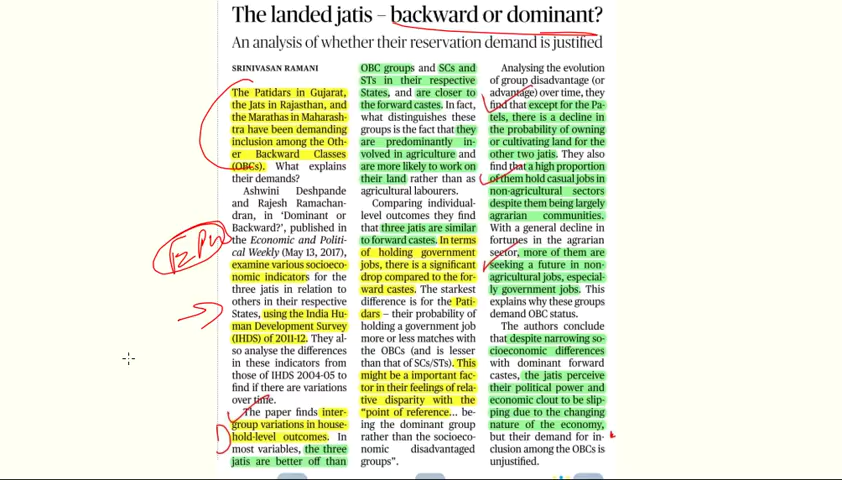 The landed jatis – backward or dominant?
An analysis of whether their reservation demand is justified
SRINIVASAN RAMANI
The Patidars in Gujarat,
the Jats in Rajasthan, and
the Marathas in Maharash-
tra have been demanding
inclusion among the Oth-
er Backward Classes
(OBCs). What explains
their demands?
Ashwini Deshpande
and Rajesh Ramachan-
dran, in ‘Dominant or
Backward?’, published in
the Economic and Politi-
cal Weekly (May 13, 2017),
examine various socioeco-
nomic indicators for the
three jatis in relation to
others in their respective
States, using the India Hu-
man Development Survey
(IHDS) of 2011-12. They al-
so analyse the differences
in these indicators from
those of IHDS 2004-05 to
find if there are variations
over time.
The paper finds inter-
group variations in house-
hold-level outcomes. In
most variables, the three
jatis are better off than
OBC groups and SCs and
STs in their respective
States, and are closer to
the forward castes. In fact,
what distinguishes these
groups is the fact that they
are predominantly in-
volved in agriculture and
are more likely to work on
their land rather than as
agricultural labourers.
Comparing individual-
level outcomes they find
that three jatis are similar
to forward castes. In terms
of holding government
jobs, there is a significant
drop compared to the for-
ward castes. The starkest
difference is for the Pati-
dars – their probability of
holding a government job
more or less matches with
the OBCs (and is lesser
than that of SCs/STs). This
might be a important fac-
tor in their feelings of rela-
tive disparity with the
“point of reference... be-
ing the dominant group
rather than the socioeco-
nomic disadvantaged
groups”.
Analysing the evolution
of group disadvantage (or
advantage) over time, they
find that except for the Pa-
tels, there is a decline in
the probability of owning
or cultivating land for the
other two jatis. They also
find that a high proportion
of them hold casual jobs in
non-agricultural sectors
despite them being largely
agrarian communities.
With a general decline in
fortunes in the agrarian
sector, more of them are
seeking a future in non-
agricultural jobs, especial-
ly government jobs. This
explains why these groups
demand OBC status.
The authors conclude
that despite narrowing so-
cioeconomic differences
with dominant forward
castes, the jatis perceive
their political power and
economic clout to be slip-
ping due to the changing
nature of the economy,
but their demand for in-
clusion among the OBCs is
unjustified.